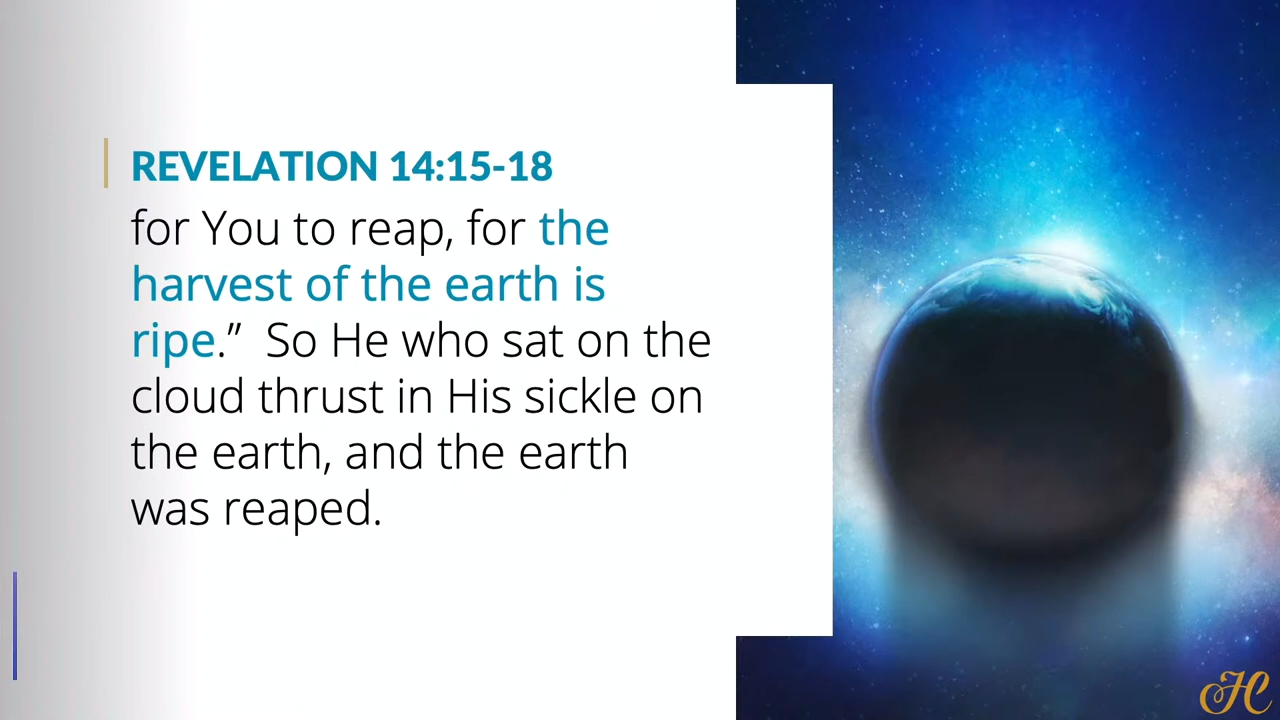 REVELATION 14:15-18
for You to reap, for the
harvest of the earth is
ripe.”  So He who sat on the
cloud thrust in His sickle on
the earth, and the earth
was reaped.
HC